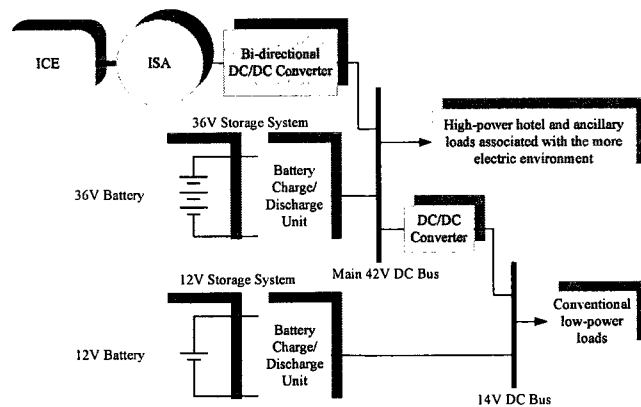 ICE
ISA
Bi-directional
DC/DC Converter
36V Storage System
High-power hotel and ancillary
loads associated with the more
electric environment
36V Battery
Battery
Charge/
Discharge
Unit
DC/DC
Converter
Main 42V DC Bus
12V Storage System
Conventional
low-power
loads
12V Battery
Battery
Charge/
Discharge
Unit
14V DC Bus